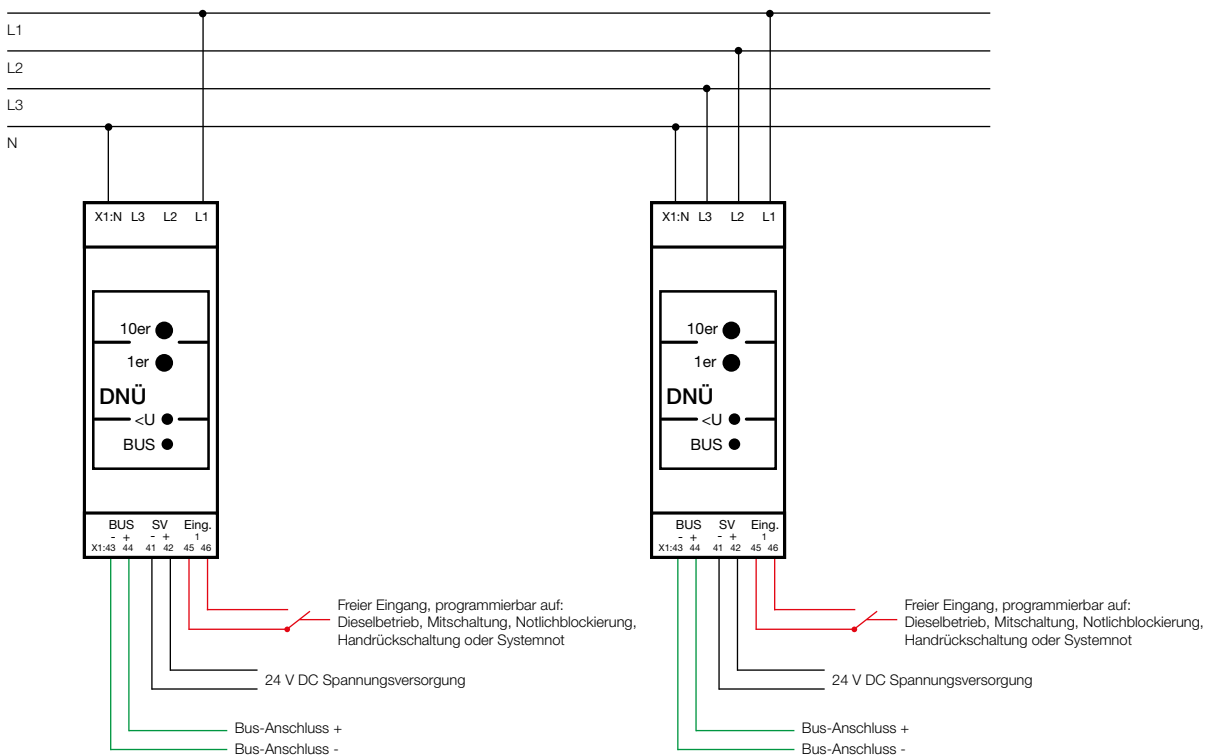 L1
L2
L3
N
X1:N L3 L2 L1
10er
1er
DNÜ
<U
BUS
BUS SV Eing.
- + - + 1
X1:43 44 41 42 45 46
Freier Eingang, programmierbar auf:
Dieselbetrieb, Mitschaltung, Notlichblockierung,
Handrückschaltung oder Systemnot
24 V DC Spannungsversorgung
Bus-Anschluss +
Bus-Anschluss -
X1:N L3 L2 L1
10er
1er
DNÜ
<U
BUS
BUS SV Eing.
- + - + 1
X1:43 44 41 42 45 46
Freier Eingang, programmierbar auf:
Dieselbetrieb, Mitschaltung, Notlichblockierung,
Handrückschaltung oder Systemnot
24 V DC Spannungsversorgung
Bus-Anschluss +
Bus-Anschluss -